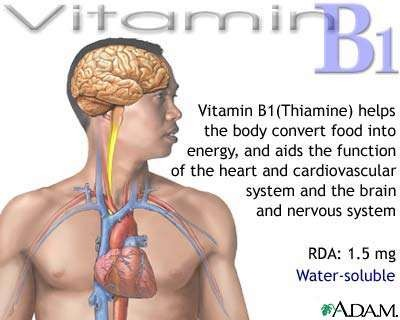 Vitamin
B1
Vitamin B1(Thiamine) helps
the body convert food into
energy, and aids the function
of the heart and cardiovascular
system and the brain
and nervous system
RDA: 1.5 mg
Water-soluble
ADAM.